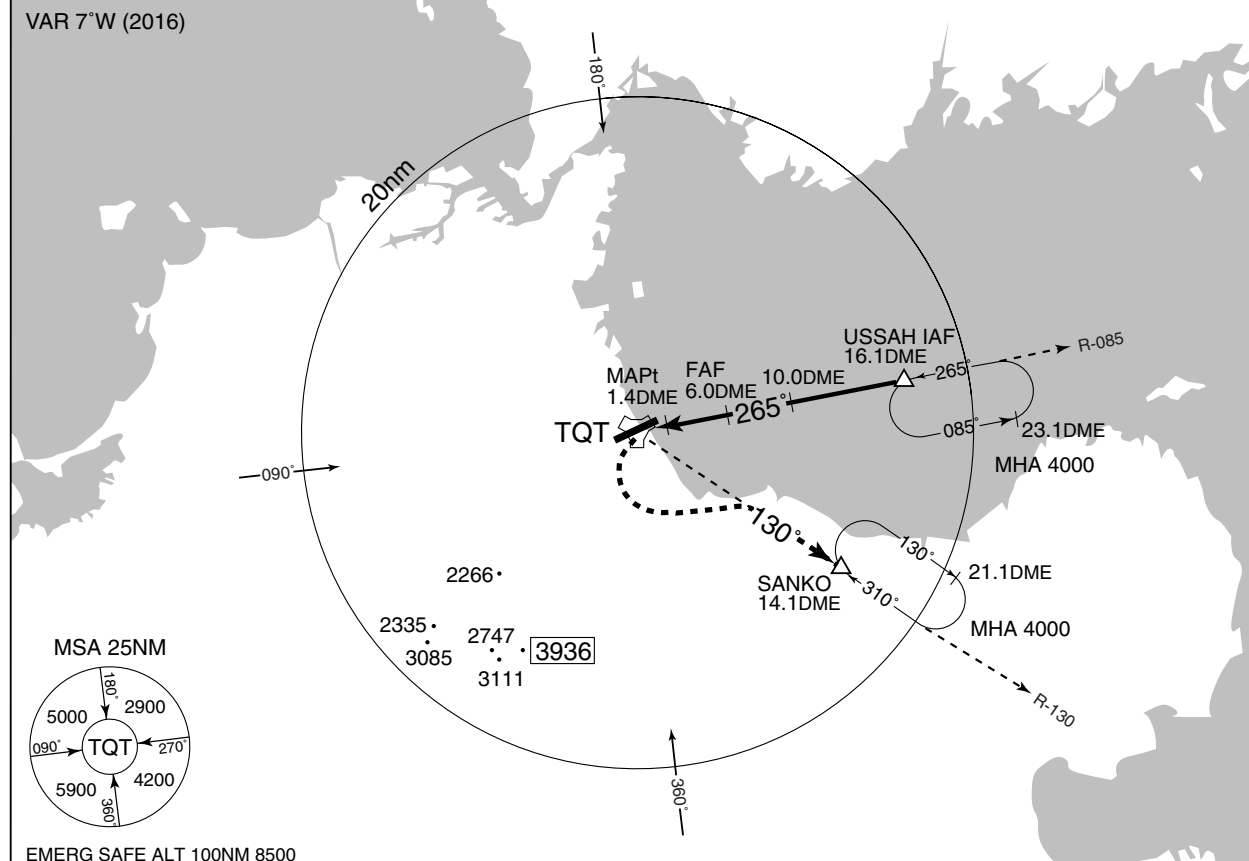 VAR 7°W (2016)
180°
20nm
USSAH IAF
16.1DME
R-085
265°
MAPt
1.4DME
FAF
6.0DME
10.0DME
265°
TQT
085°
23.1DME
MHA 4000
090°
130°
130°
21.1DME
SANKO
14.1DME
310°
MHA 4000
R-130
2266
2335
3085
2747
3111
3936
360°
MSA 25NM
180°
5000
2900
090°
TQT
270°
5900
4200
360°
EMERG SAFE ALT 100NM 8500